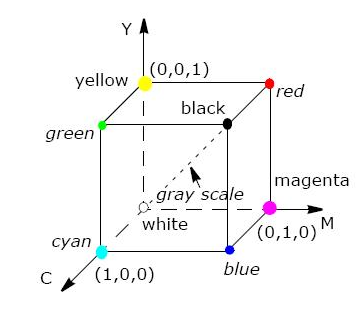 Y
(0,0,1)
yellow
red
black
green
magenta
gray scale
white
(0,1,0) M
cyan
(1,0,0)
blue
C